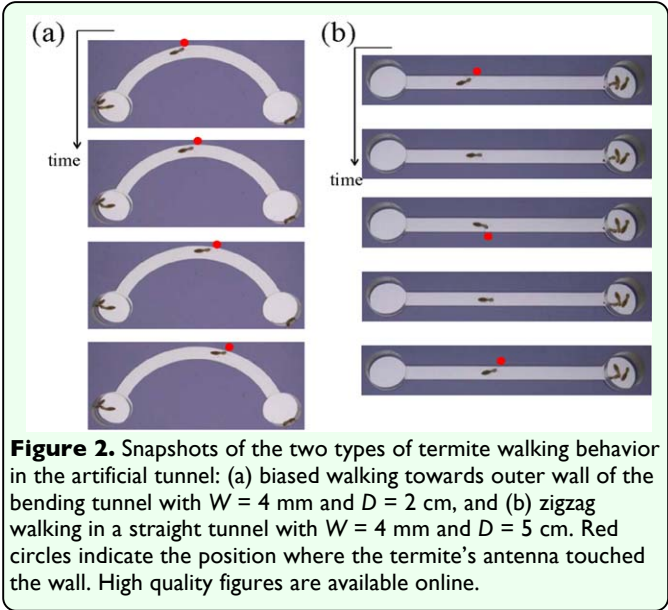 (a)
(b)
time
time
Figure 2. Snapshots of the two types of termite walking behavior
in the artificial tunnel: (a) biased walking towards outer wall of the
bending tunnel with W = 4 mm and D = 2 cm, and (b) zigzag
walking in a straight tunnel with W = 4 mm and D = 5 cm. Red
circles indicate the position where the termite's antenna touched
the wall. High quality figures are available online.